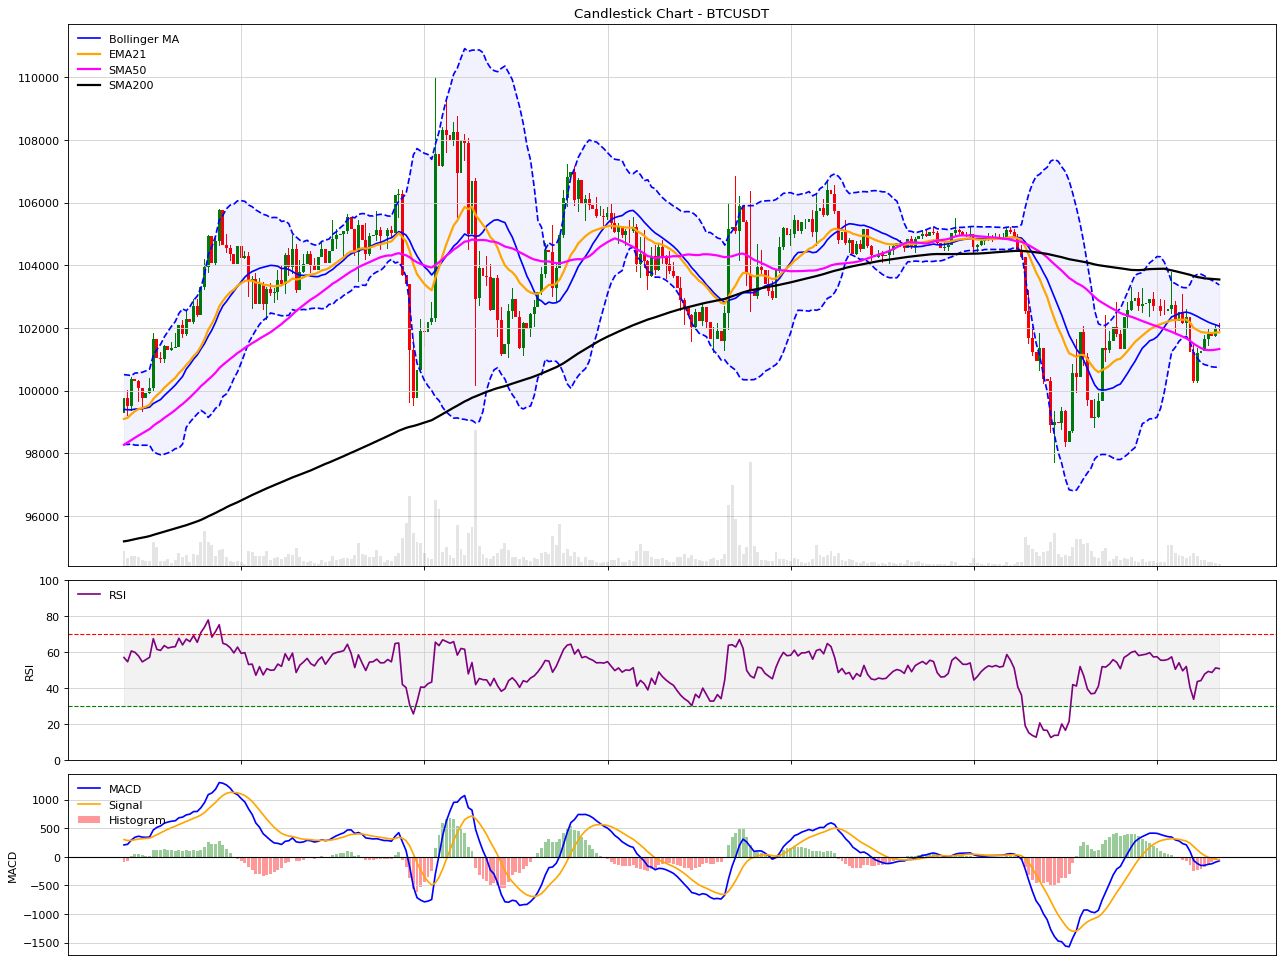 Candlestick Chart - BTCUSDT
Bollinger MA
EMA21
SMA50
SMA200
110000
108000
106000
104000
102000
100000
98000
96000
RSI
100
80
60
40
20
0
RSI
MACD
Signal
Histogram
1000
500
0
−500
−1000
−1500
MACD